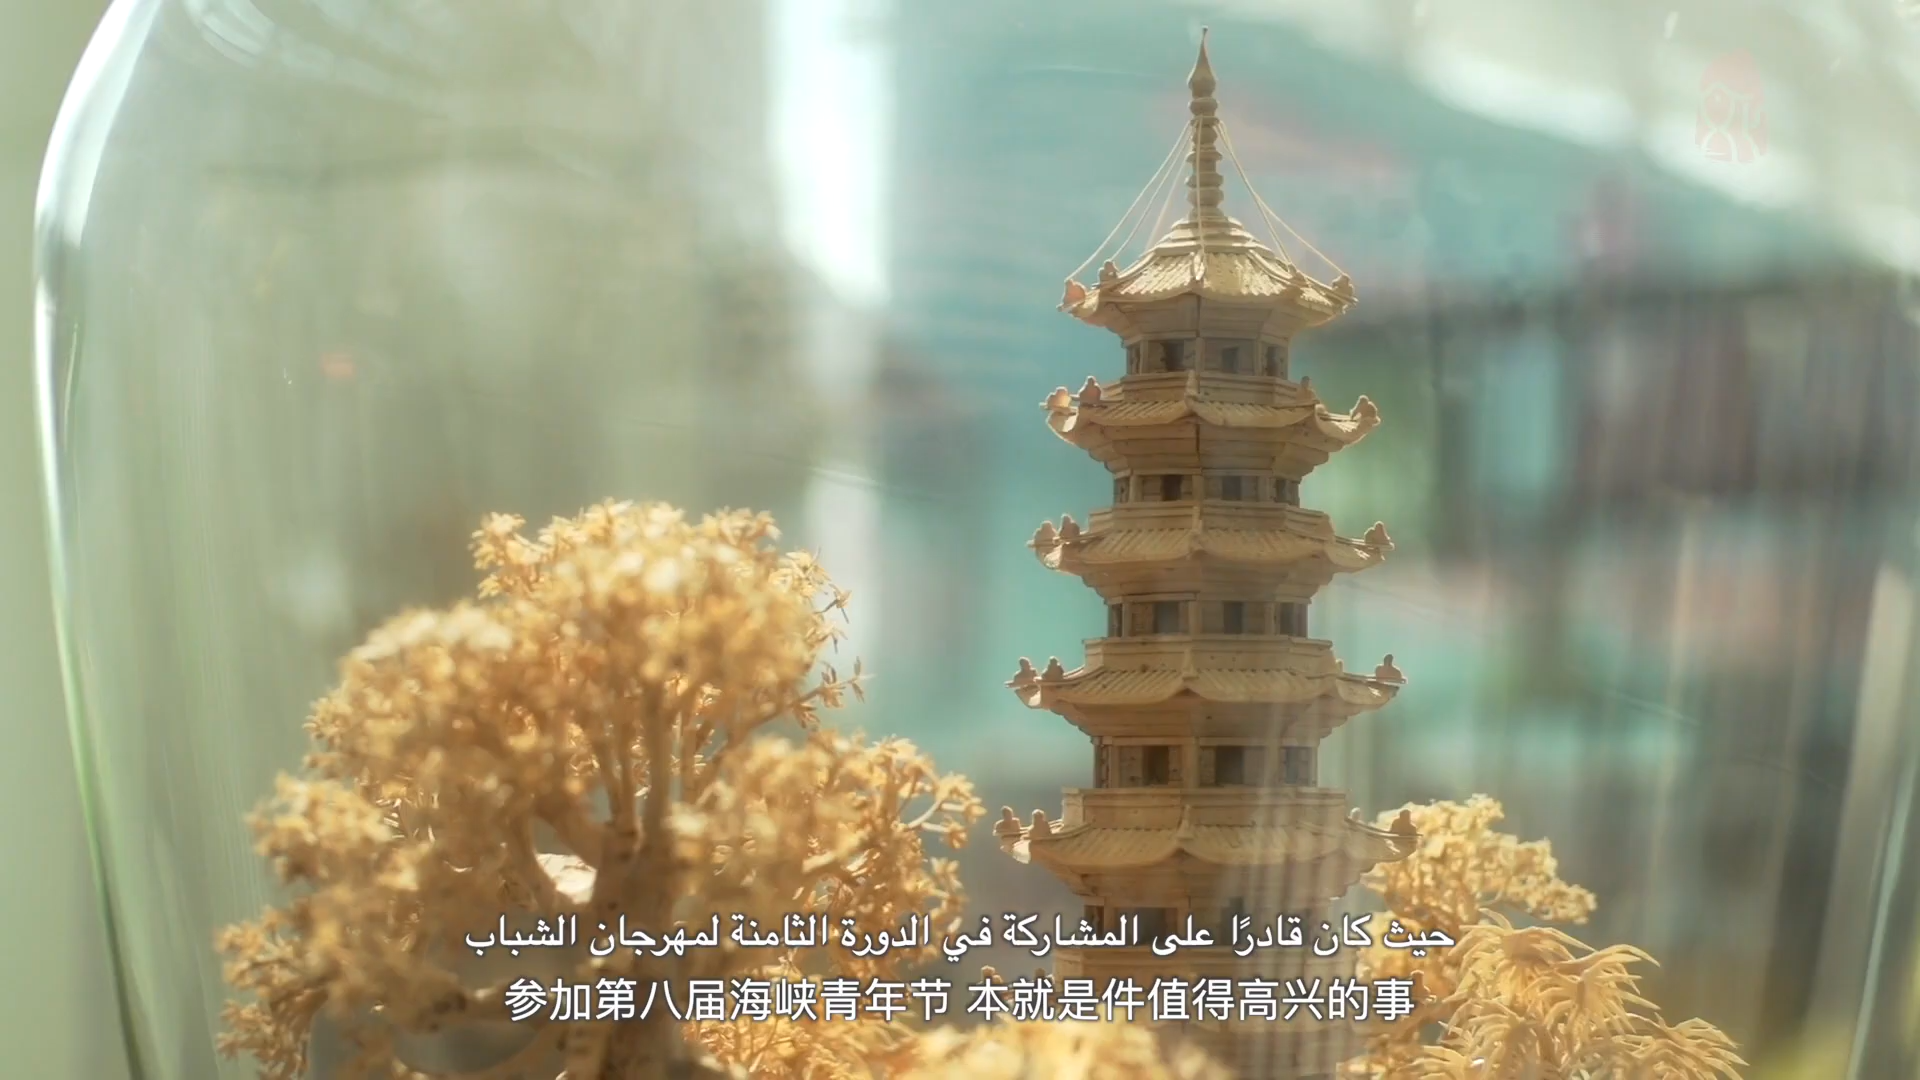 حيث كان قادرًا على المشاركة في الدورة الثامنة لمهرجان الشباب
参加第八届海峡青年节 本就是件值得高兴的事